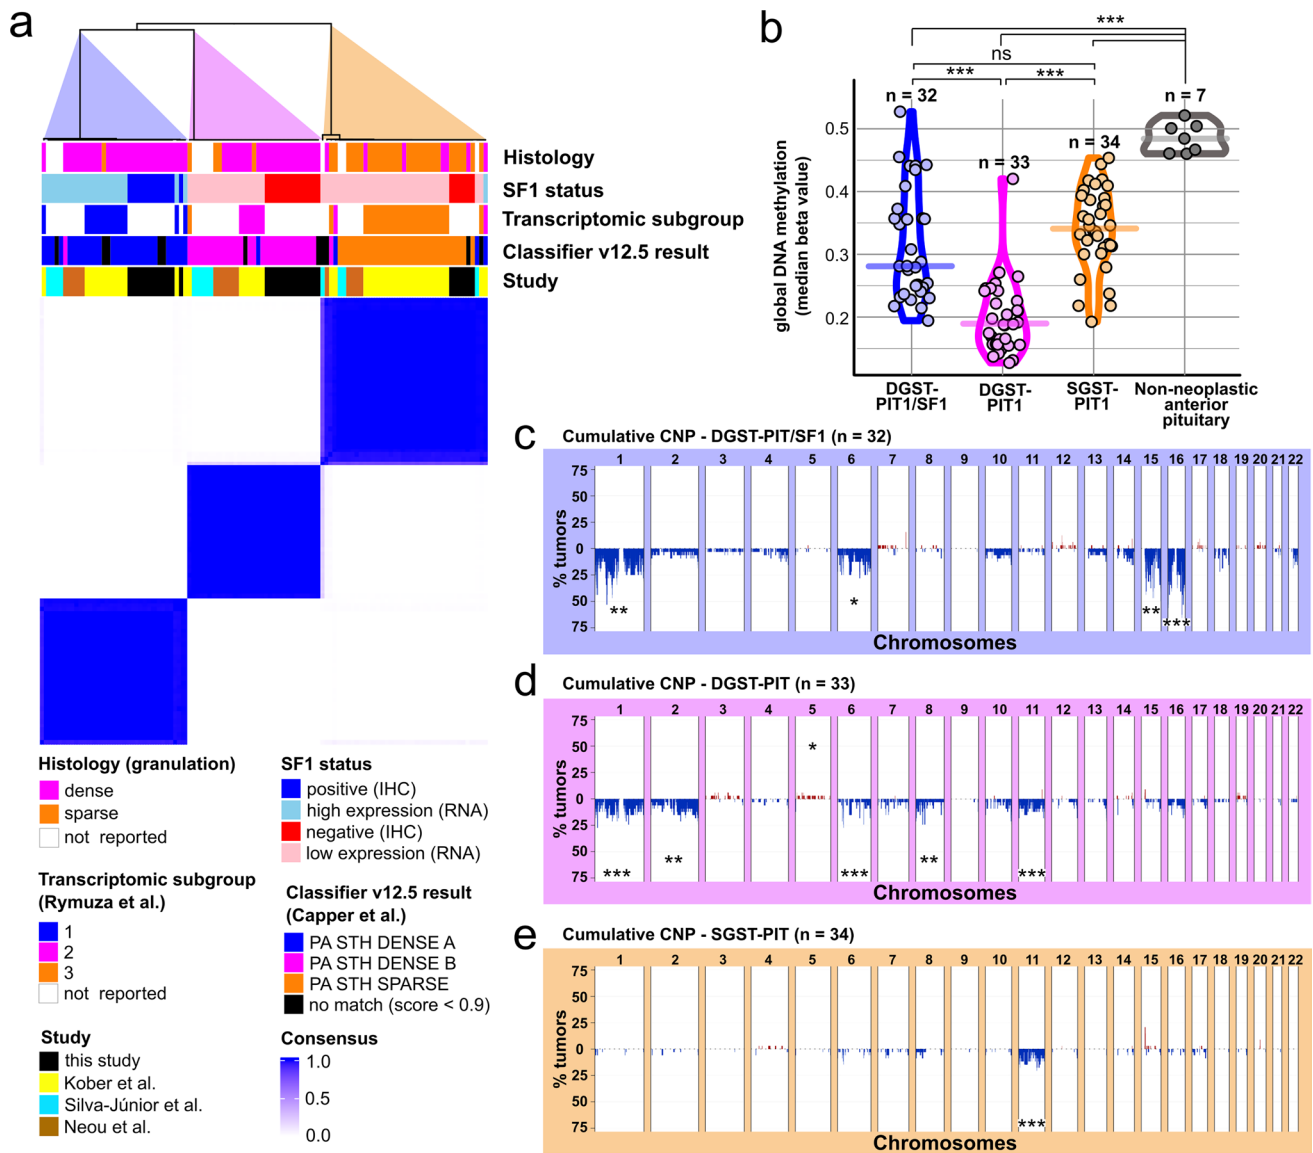 a
Histology
SF1 status
Transcriptomic subgroup
Classifier v12.5 result
Study
Histology (granulation)
dense
sparse
not reported
Transcriptomic subgroup
(Rymuza et al.)
1
2
3
not reported
Study
this study
Kober et al.
Silva-Júnior et al.
Neou et al.
SF1 status
positive (IHC)
high expression (RNA)
negative (IHC)
low expression (RNA)
Classifier v12.5 result
(Capper et al.)
PA STH DENSE A
PA STH DENSE B
PA STH SPARSE
no match (score < 0.9)
Consensus
1.0
0.5
0.0
b
***
ns
*** ***
n = 32
n = 33
n = 34
n = 7
global DNA methylation
(median beta value)
0.5
0.4
0.3
0.2
DGST-
PIT1/SF1
DGST-
PIT1
SGST-
PIT1
Non-neoplastic
anterior
pituitary
c
Cumulative CNP - DGST-PIT/SF1 (n = 32)
1 2 3 4 5 6 7 8 9 10 11 12 13 14 15 16 17 18 19 20 21 22
75
50
25
0
25
50
75
% tumors
** * ** ***
Chromosomes
d
Cumulative CNP - DGST-PIT (n = 33)
1 2 3 4 5 6 7 8 9 10 11 12 13 14 15 16 17 18 19 20 21 22
75
50
25
0
25
50
75
% tumors
*
*** ** *** ** ***
Chromosomes
e
Cumulative CNP - SGST-PIT (n = 34)
1 2 3 4 5 6 7 8 9 10 11 12 13 14 15 16 17 18 19 20 21 22
75
50
25
0
25
50
75
% tumors
***
Chromosomes